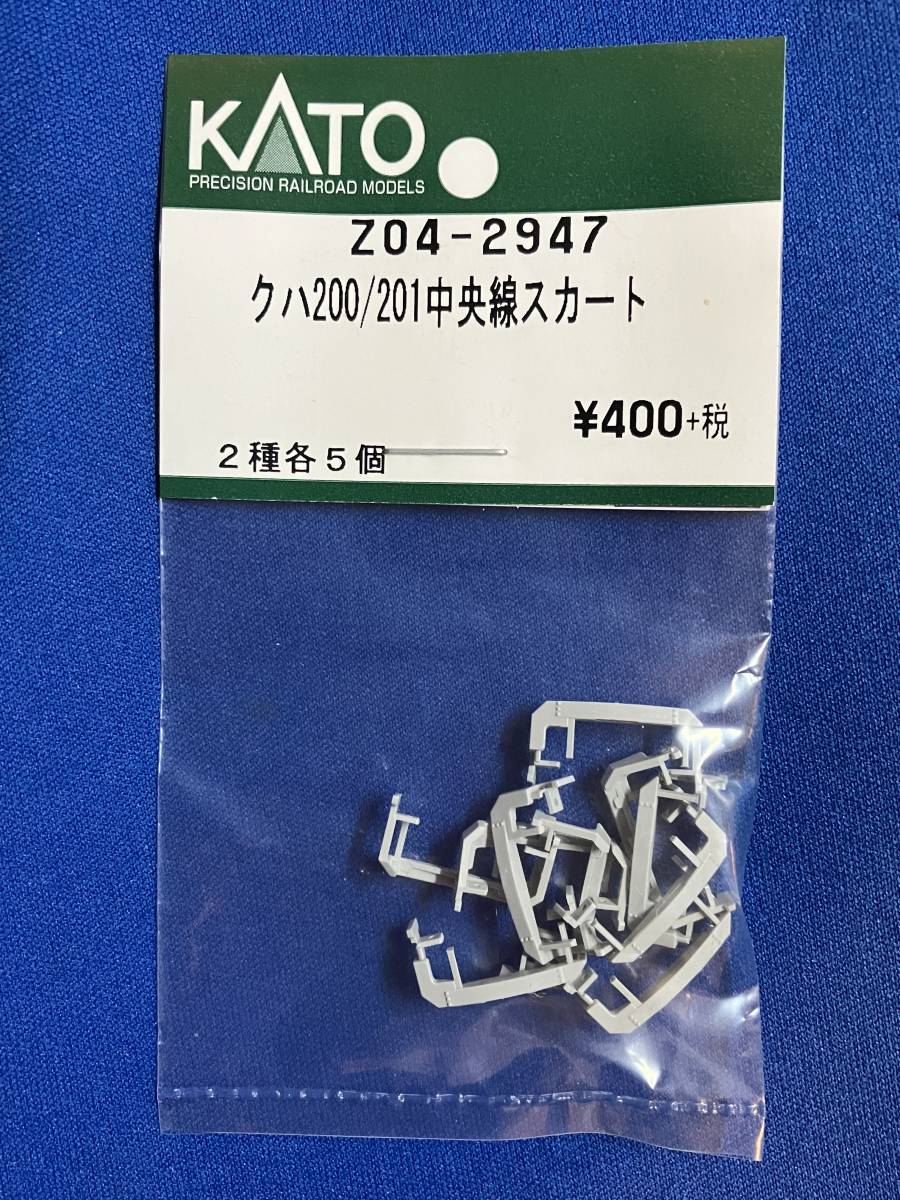 KATO
PRECISION RAILROAD MODELS
Z04-2947
クハ200/201中央線スカート
¥400+税
２種各５個